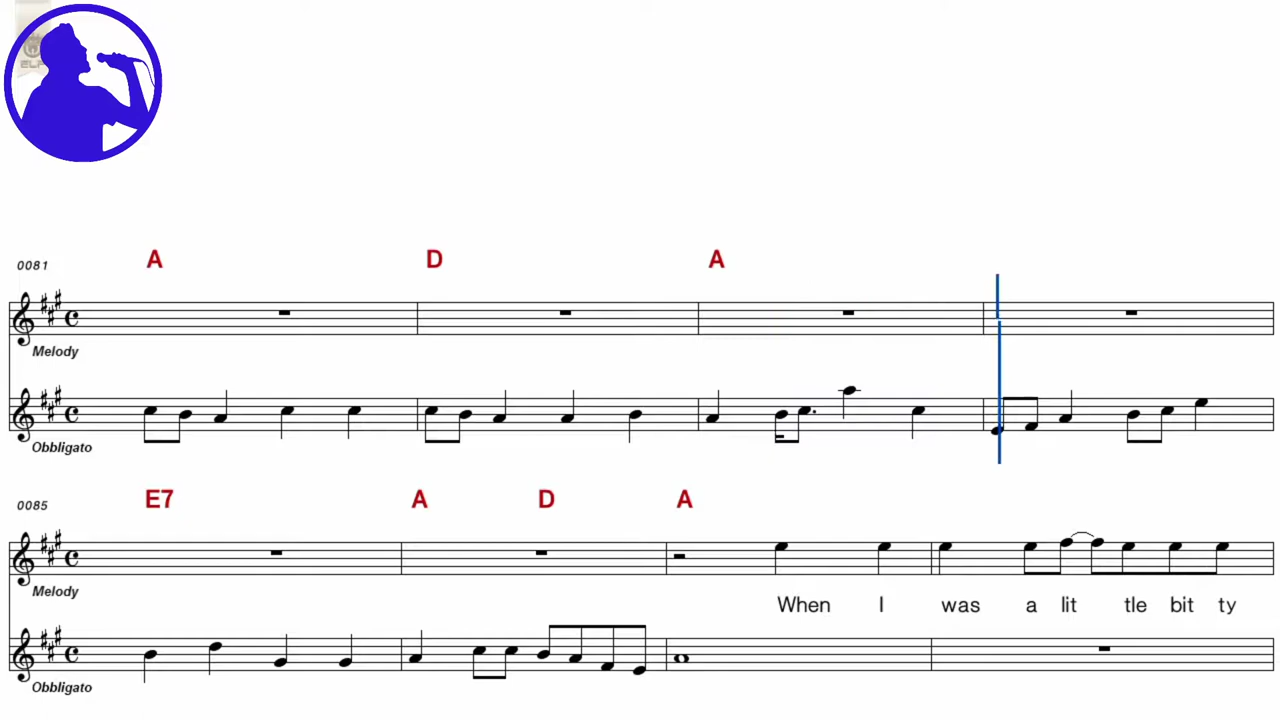 A D A
0081
Melody
Obbligato
E7 A D A
0085
Melody
When I was a lit tle bit ty
Obbligato